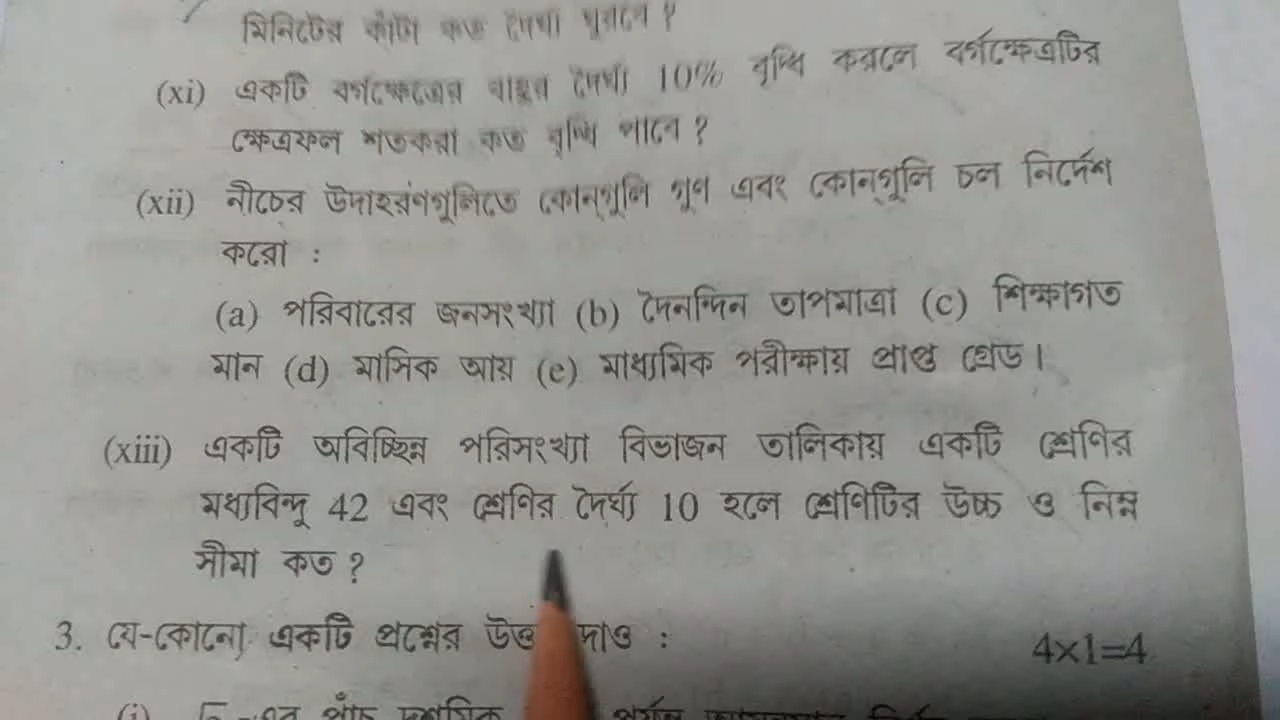 মিনিটের কাঁটা কত দৈর্ঘ্য ঘুরবে ?
(xi) একটি বর্গক্ষেত্রের বাহুর দৈর্ঘ্য 10% বৃদ্ধি করলে বর্গক্ষেত্রটির
ক্ষেত্রফল শতকরা কত বৃদ্ধি পাবে ?
(xii) নীচের উদাহরণগুলিতে কোন্‌গুলি গুণ এবং কোন্‌গুলি চল নির্দেশ
করো :
(a) পরিবারের জনসংখ্যা (b) দৈনন্দিন তাপমাত্রা (c) শিক্ষাগত
মান (d) মাসিক আয় (e) মাধ্যমিক পরীক্ষায় প্রাপ্ত গ্রেড।
(xiii) একটি অবিচ্ছিন্ন পরিসংখ্যা বিভাজন তালিকায় একটি শ্রেণির
মধ্যবিন্দু 42 এবং শ্রেণির দৈর্ঘ্য 10 হলে শ্রেণিটির উচ্চ ও নিম্ন
সীমা কত ?
3. যে-কোনো একটি প্রশ্নের দাও : 4×1=4
(i) -এর পাঁচ দশমিক